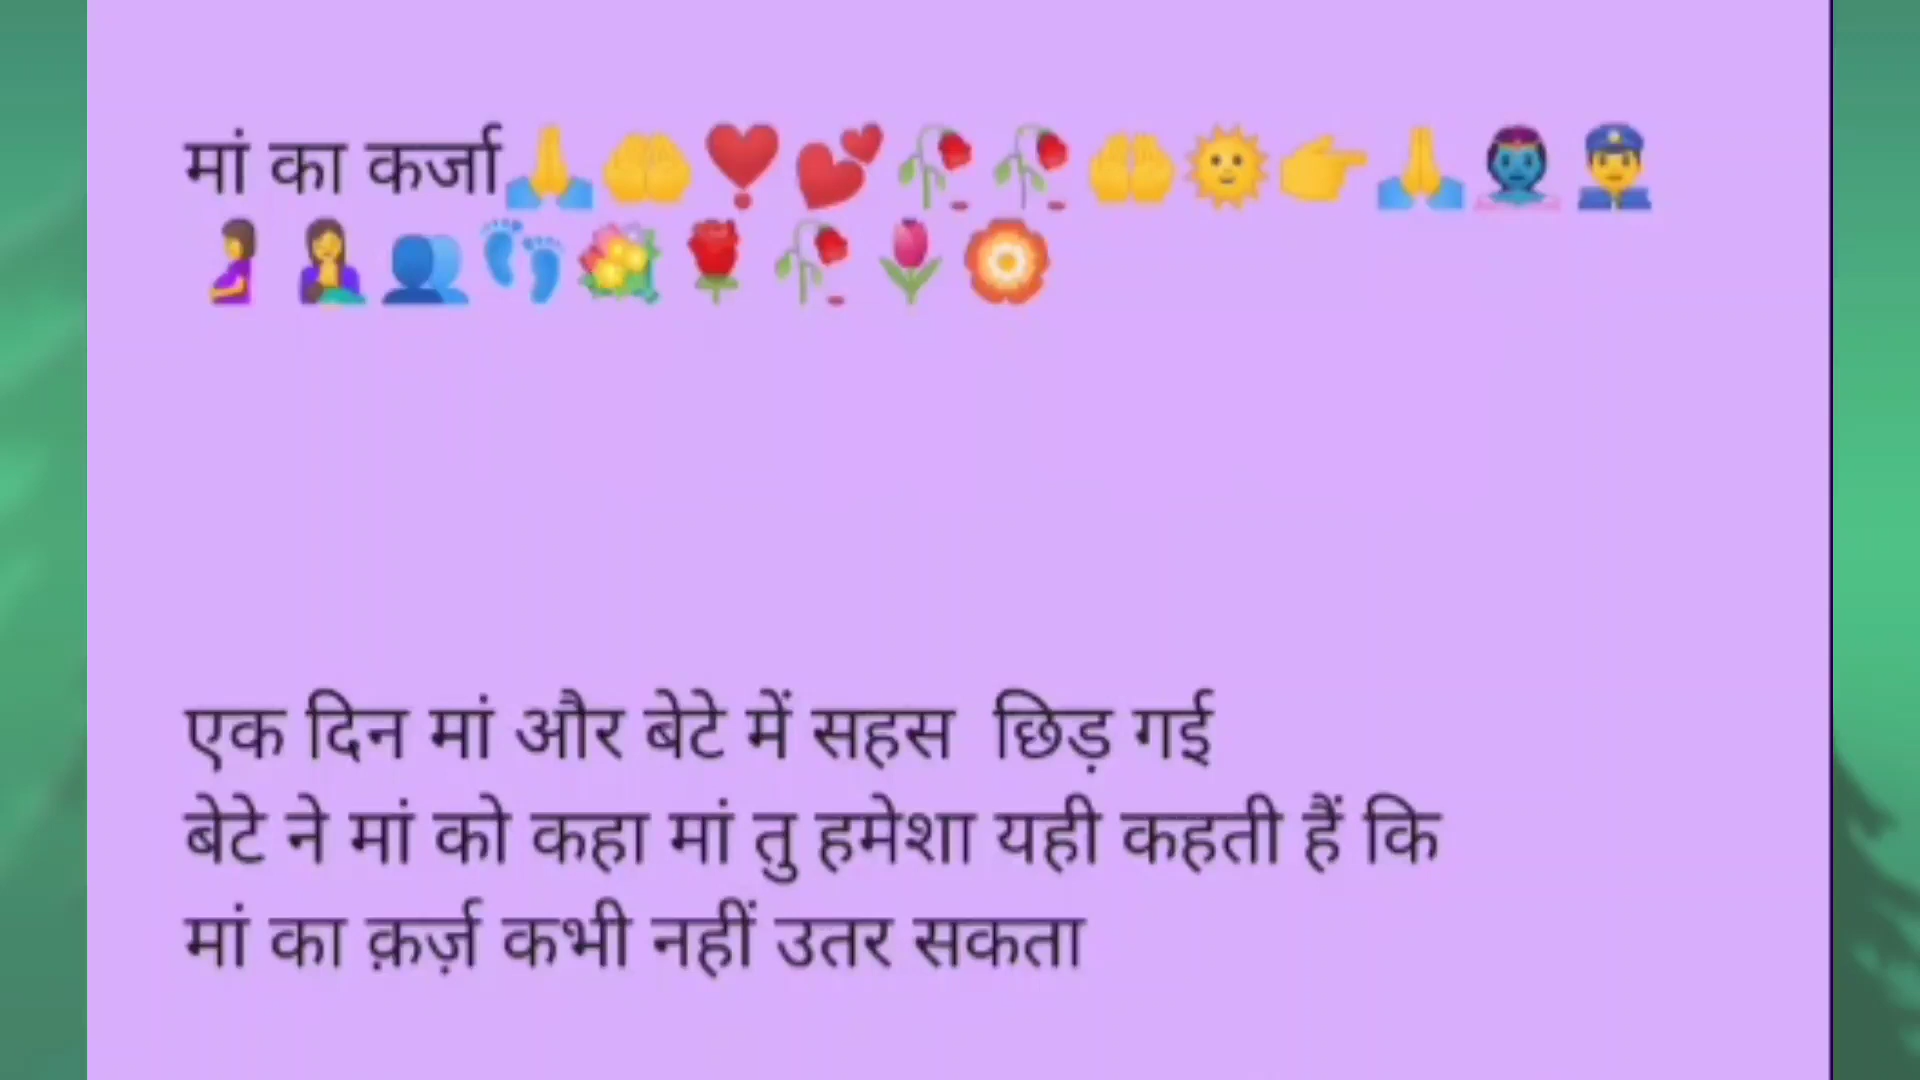 मां का कर्जा🙏🤲❣️💕🥀🥀🤲🌞👉🙏🧟‍♀️👮‍♂️
🤰🤱👥👣💐🌹🥀🌷🏵️
एक दिन मां और बेटे में सहस छिड़ गई
बेटे ने मां को कहा मां तु हमेशा यही कहती हैं कि
मां का क़र्ज़ कभी नहीं उतर सकता